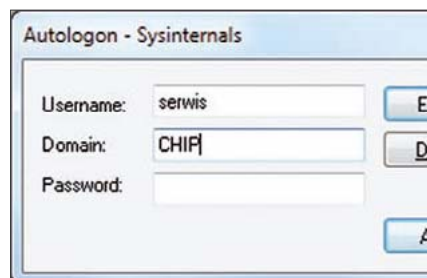 Autologon - Sysinternals
Username: serwis E
Domain: CHIP D
Password:
A